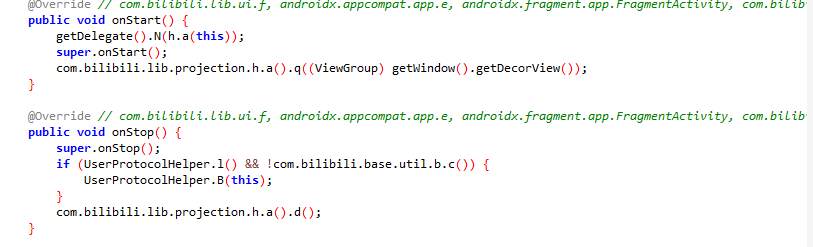 @Override // com.bilibili.lib.ui.f, androidx.appcompat.app.e, androidx.fragment.app.FragmentActivity, com.bilib
public void onStart() {
getDelegate().N(h.a(this));
super.onStart();
com.bilibili.lib.projection.h.a().q((ViewGroup) getWindow().getDecorView());
}
@Override // com.bilibili.lib.ui.f, androidx.appcompat.app.e, androidx.fragment.app.FragmentActivity, com.bilib
public void onStop() {
super.onStop();
if (UserProtocolHelper.l() && !com.bilibili.base.util.b.c()) {
UserProtocolHelper.B(this);
}
com.bilibili.lib.projection.h.a().d();
}